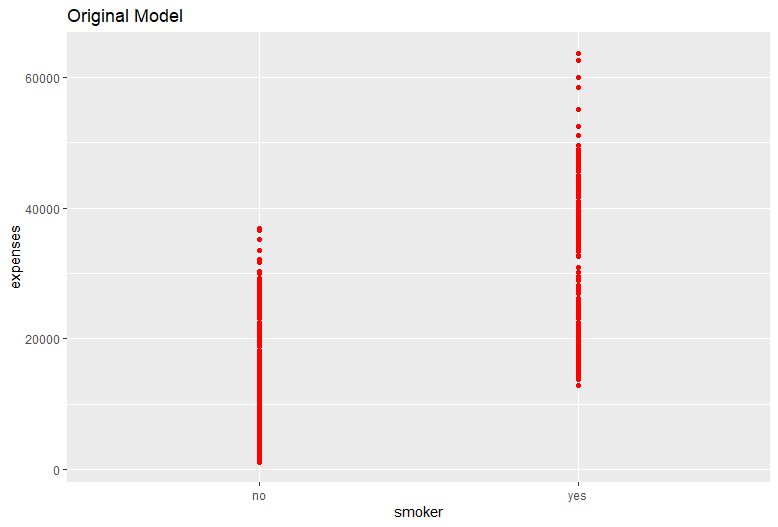 Original Model
expenses
60000
40000
20000
0
no yes
smoker